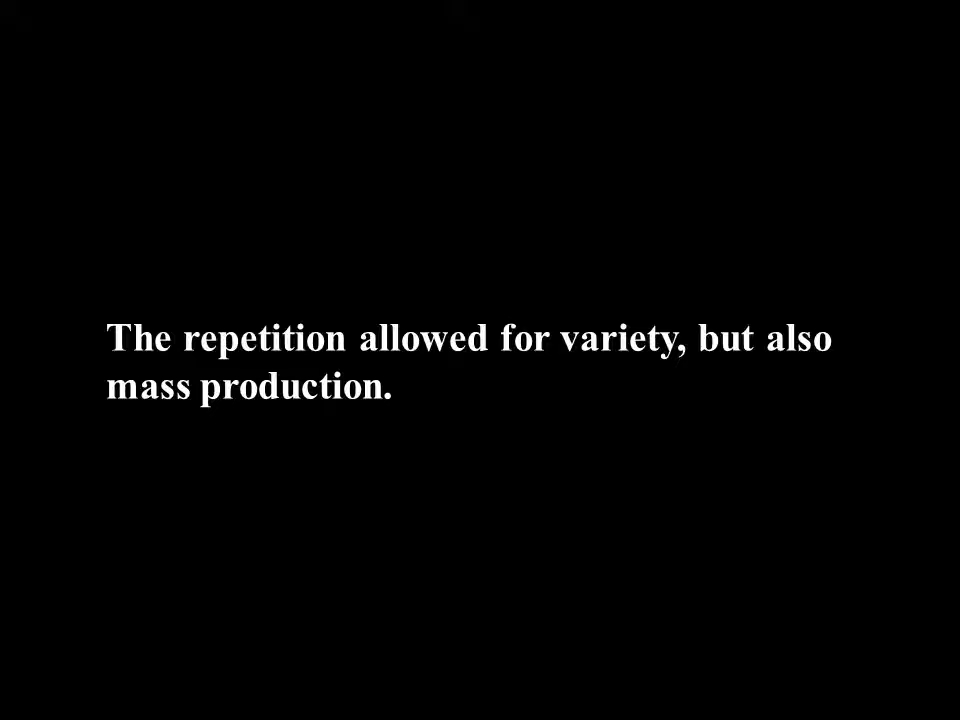 The repetition allowed for variety, but also
mass production.